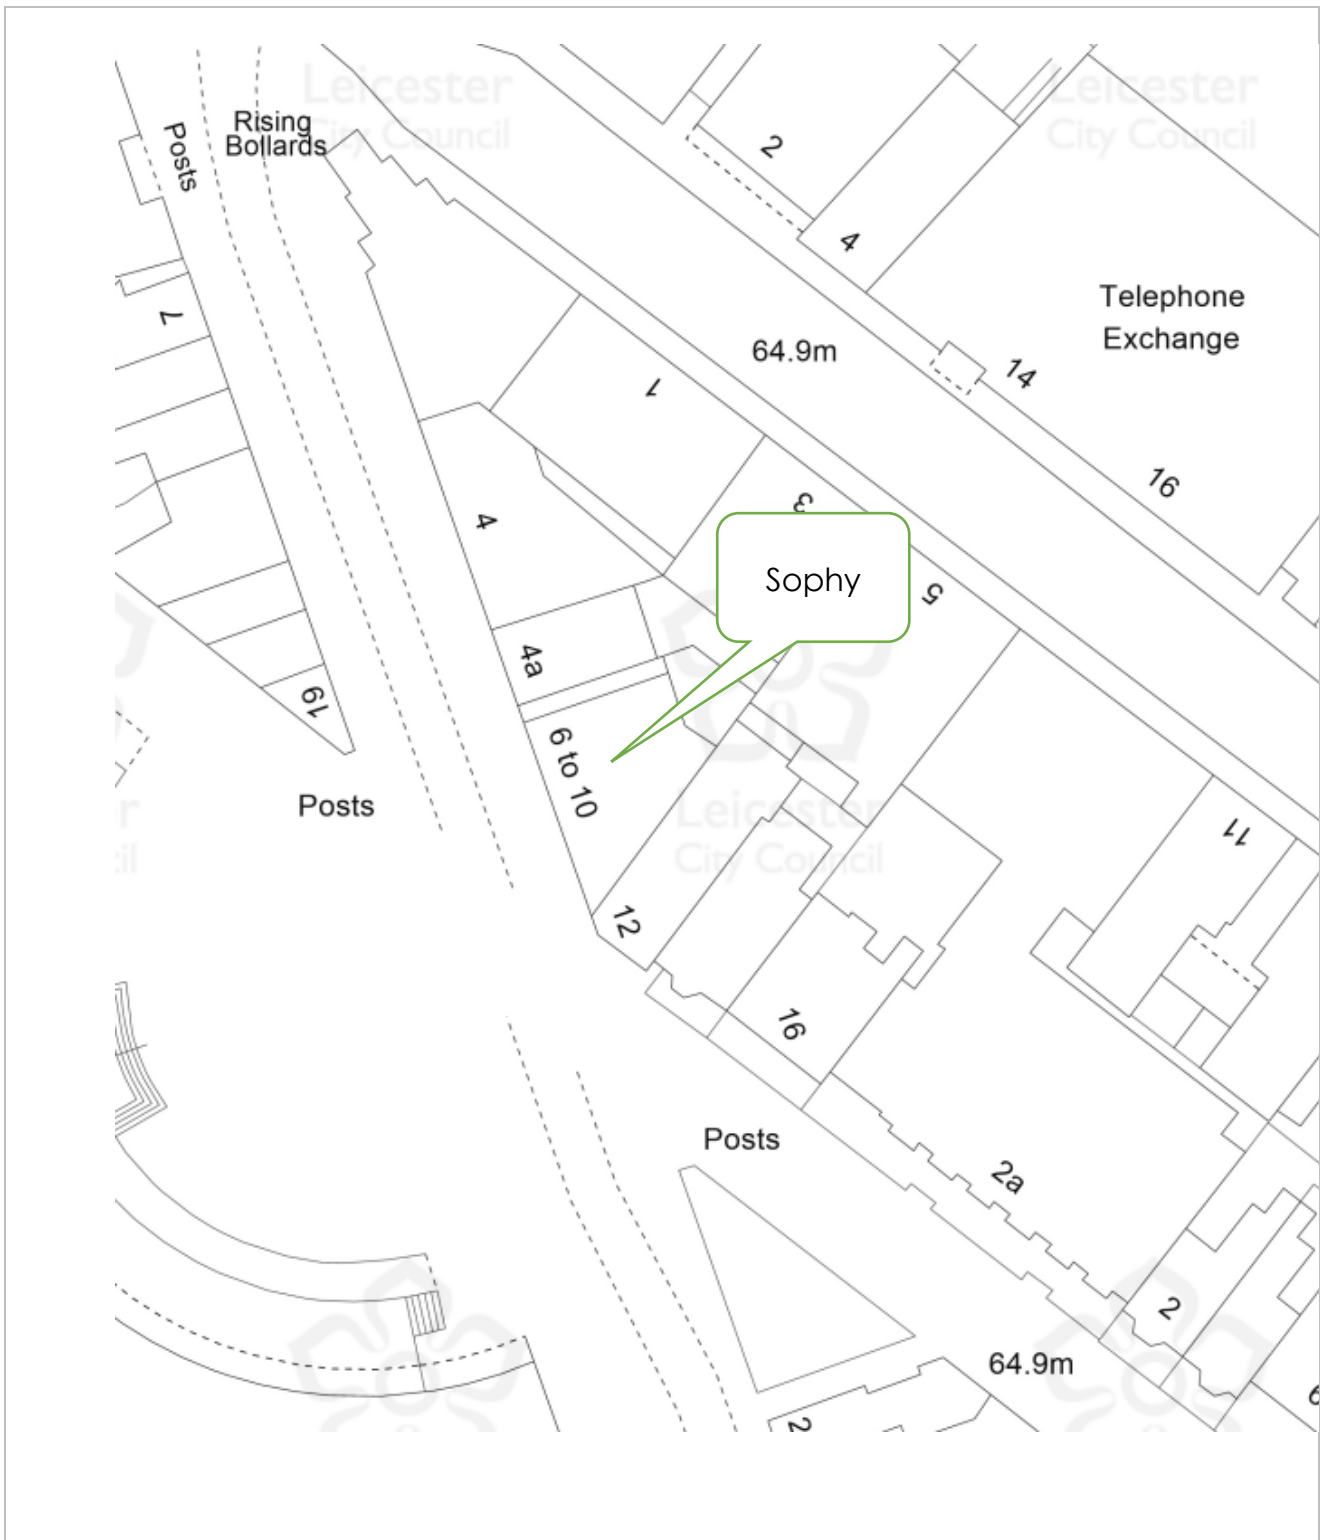 Leicester
City Council
Leicester
City Council
Rising
Bollards
Posts
2
4
Telephone
Exchange
7
64.9m
14
1
16
3
4
Sophy
5
4a
19
6 to 10
Posts
Leicester
City Council
11
12
16
Posts
2a
2
64.9m
2